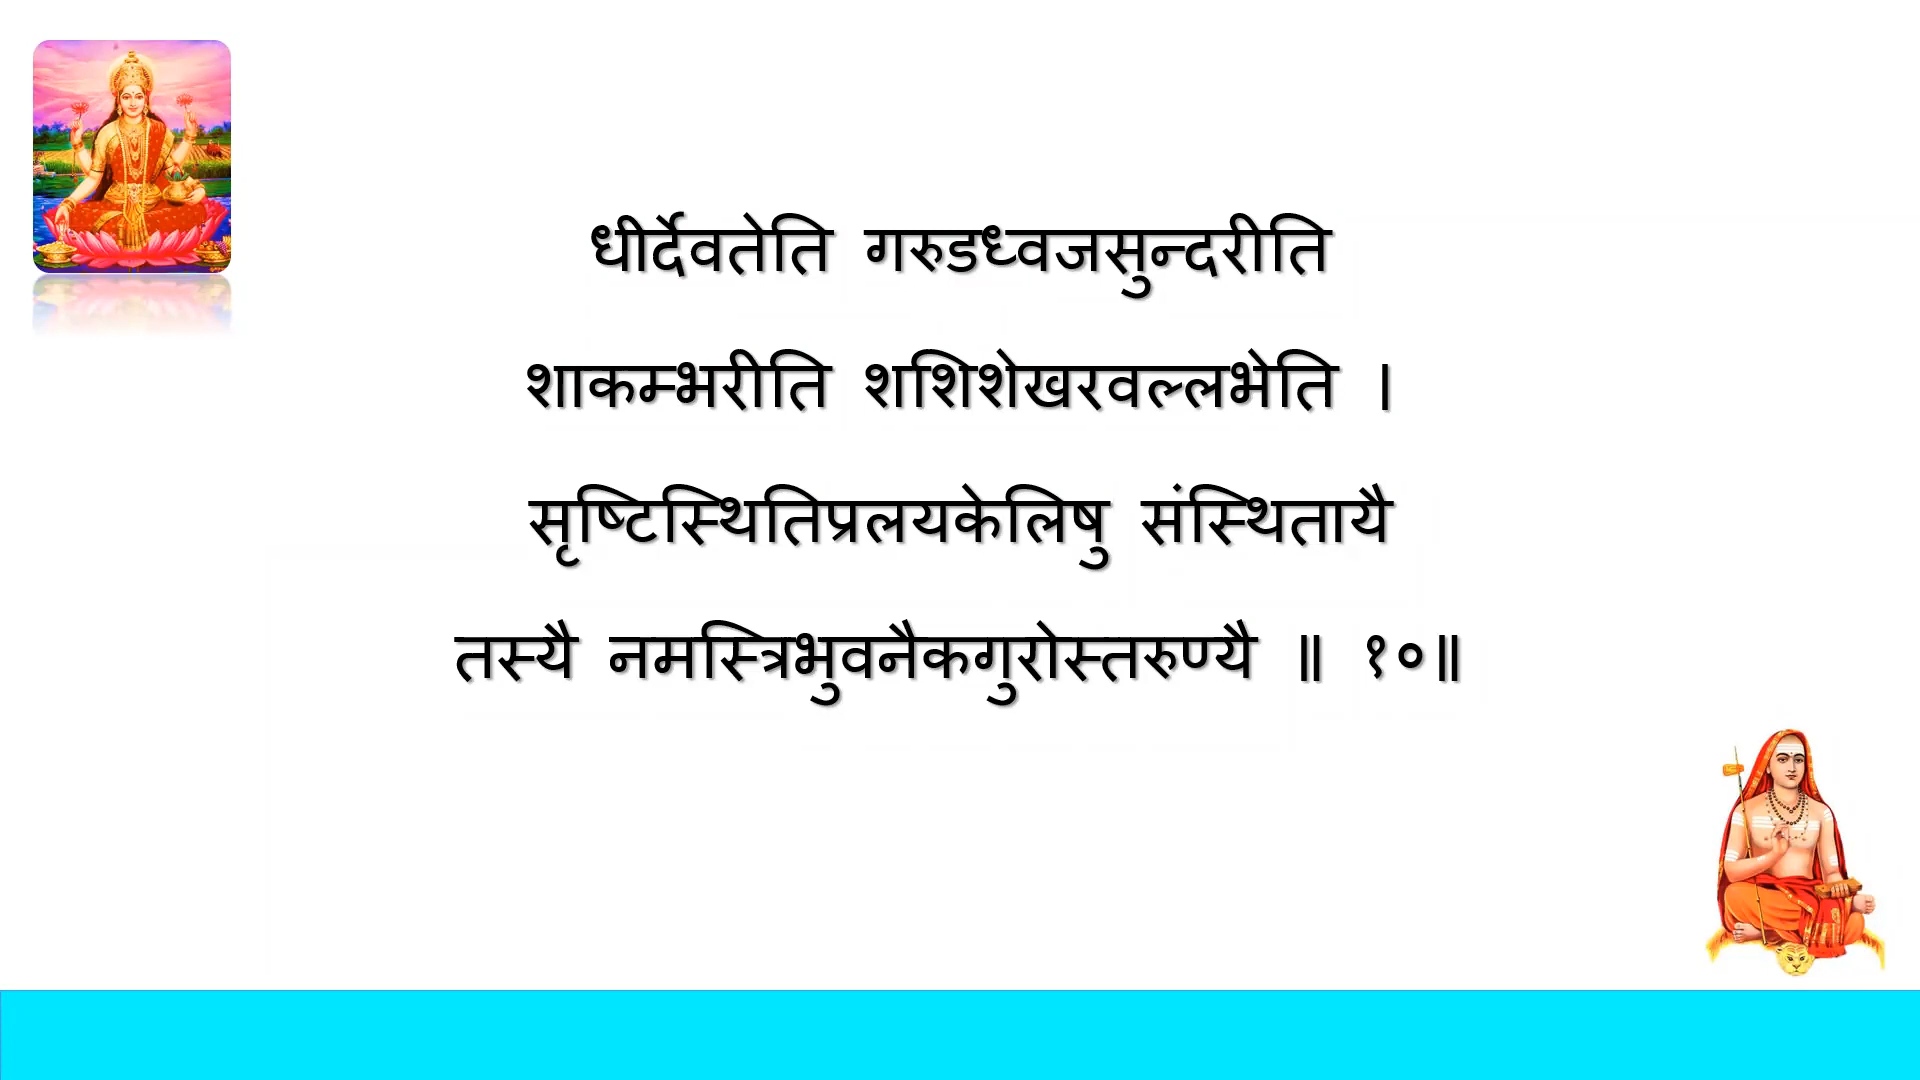 धीर्देवतेति गरुडध्वजसुन्दरीति
शाकम्भरीति शशिशेखरवल्लभेति ।
सृष्टिस्थितिप्रलयकेलिषु संस्थितायै
तस्यै नमस्त्रिभुवनैकगुरोस्तरुण्यै ॥ १०॥